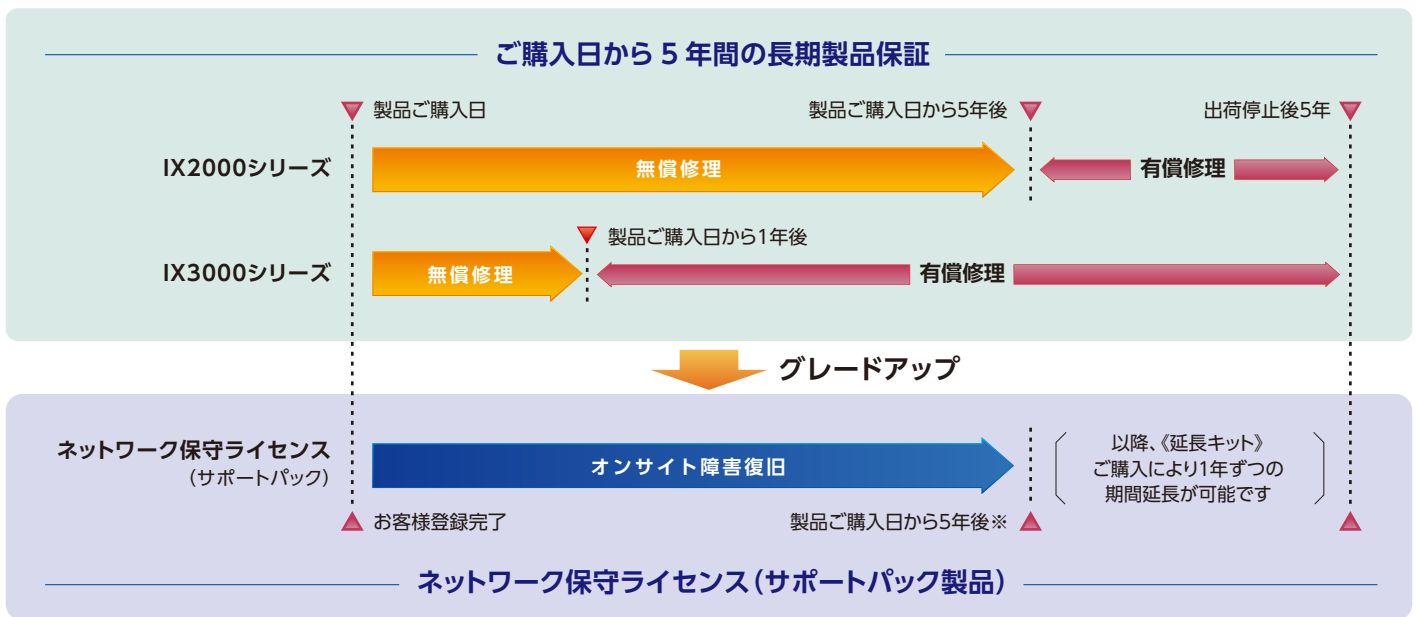 ご購入日から5年間の長期製品保証
製品ご購入日
製品ご購入日から5年後
出荷停止後5年
IX2000シリーズ
無償修理
有償修理
製品ご購入日から1年後
IX3000シリーズ
無償修理
有償修理
グレードアップ
ネットワーク保守ライセンス
(サポートパック)
オンサイト障害復旧
以降、《延長キット》
ご購入により1年ずつの
期間延長が可能です
お客様登録完了
製品ご購入日から5年後※
ネットワーク保守ライセンス(サポートパック製品)